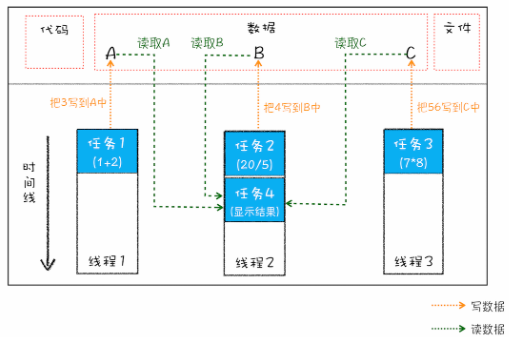 代码
数据
文件
A
读取A
读取B
B
读取C
C
把3写到A中
把4写到B中
把56写到C中
时间线
任务1
(1+2)
任务2
(20/5)
任务3
(7*8)
任务4
(显示结果)
线程1
线程2
线程3
写数据
读数据